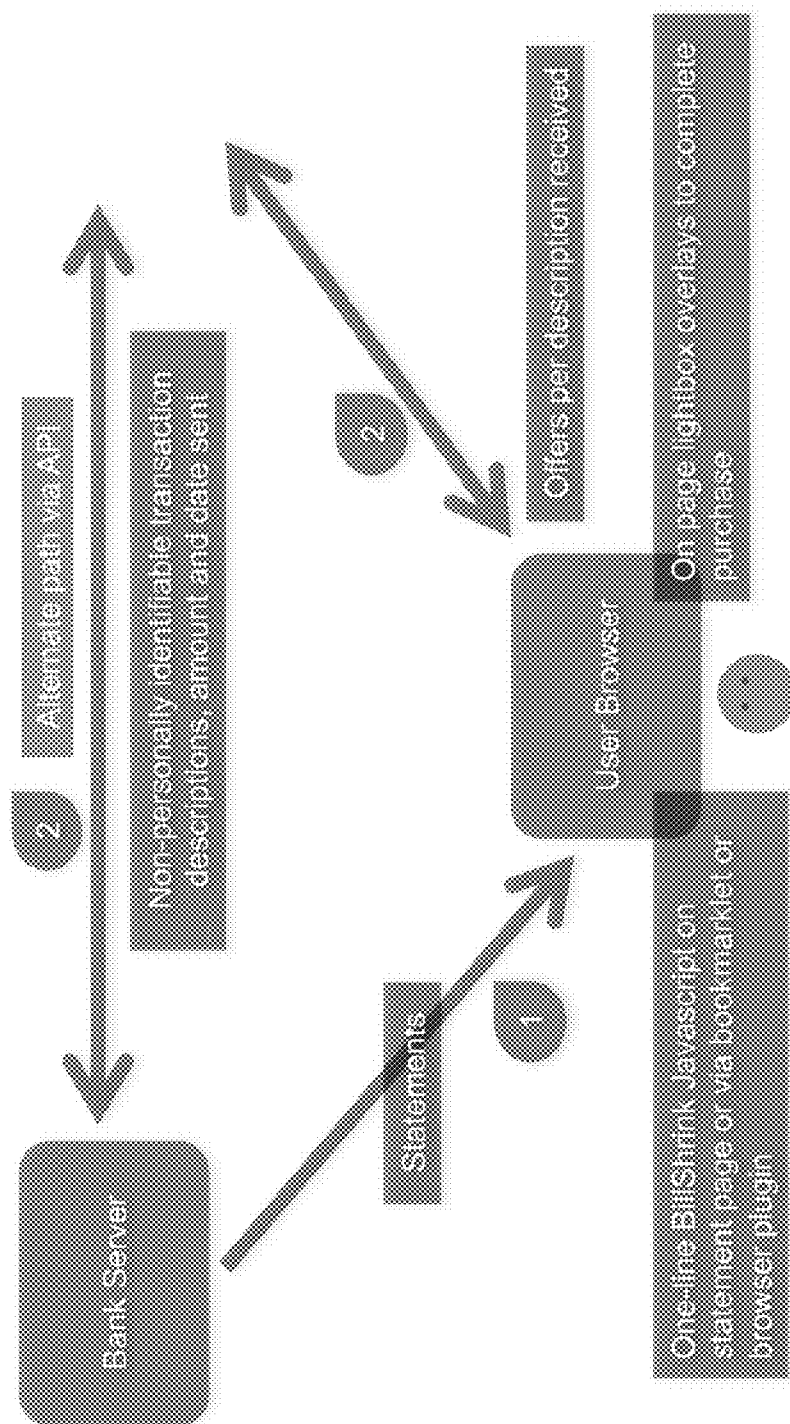 2
Alternate path via API
Bank Server
Non-personally identifiable transaction
descriptions, amount and date sent
Statements
1
2
Offers per description received
User Browser
One-line BillShrink Javascript on
statement page or via bookmarklet or
browser plugin
On page lightbox overlays to complete
purchase